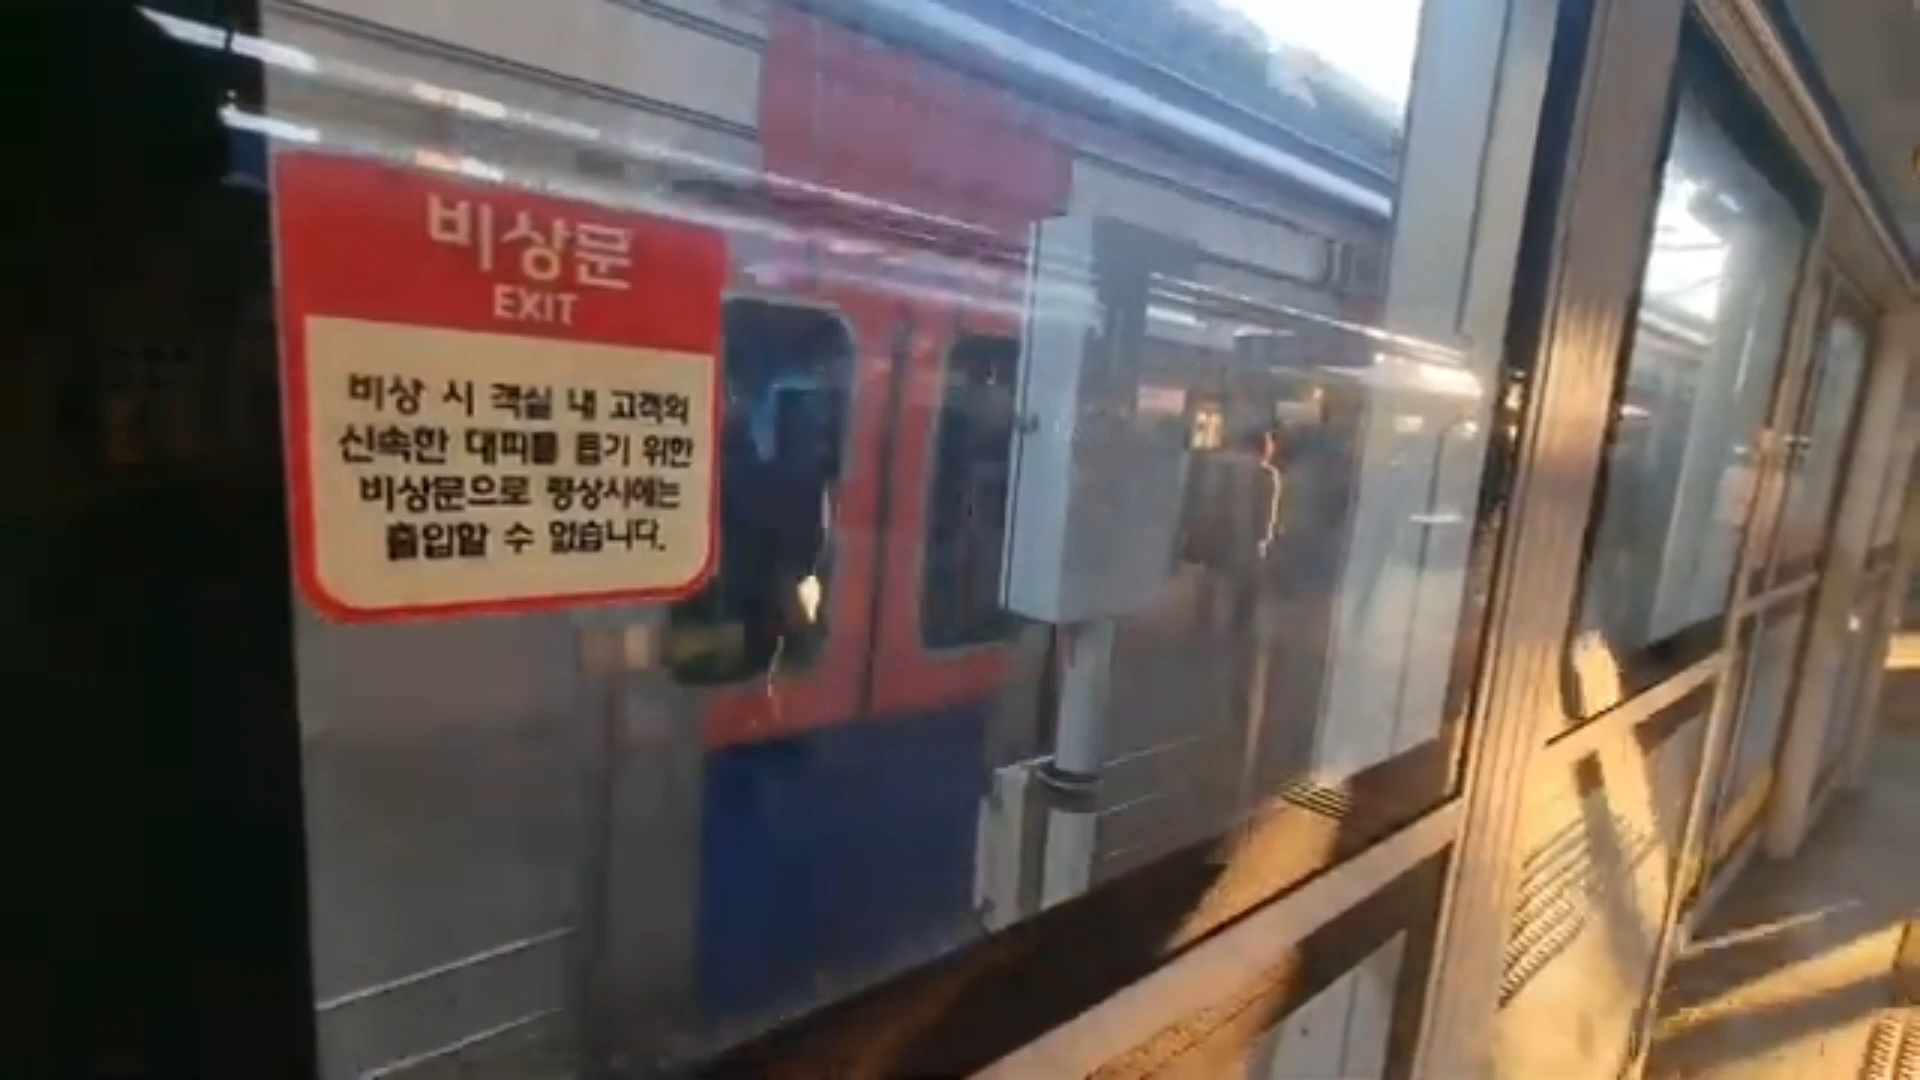 비상문
EXIT
비상 시 객실 내 고객의
신속한 대피를 돕기 위한
비상문으로 평상시에는
출입할 수 없습니다.